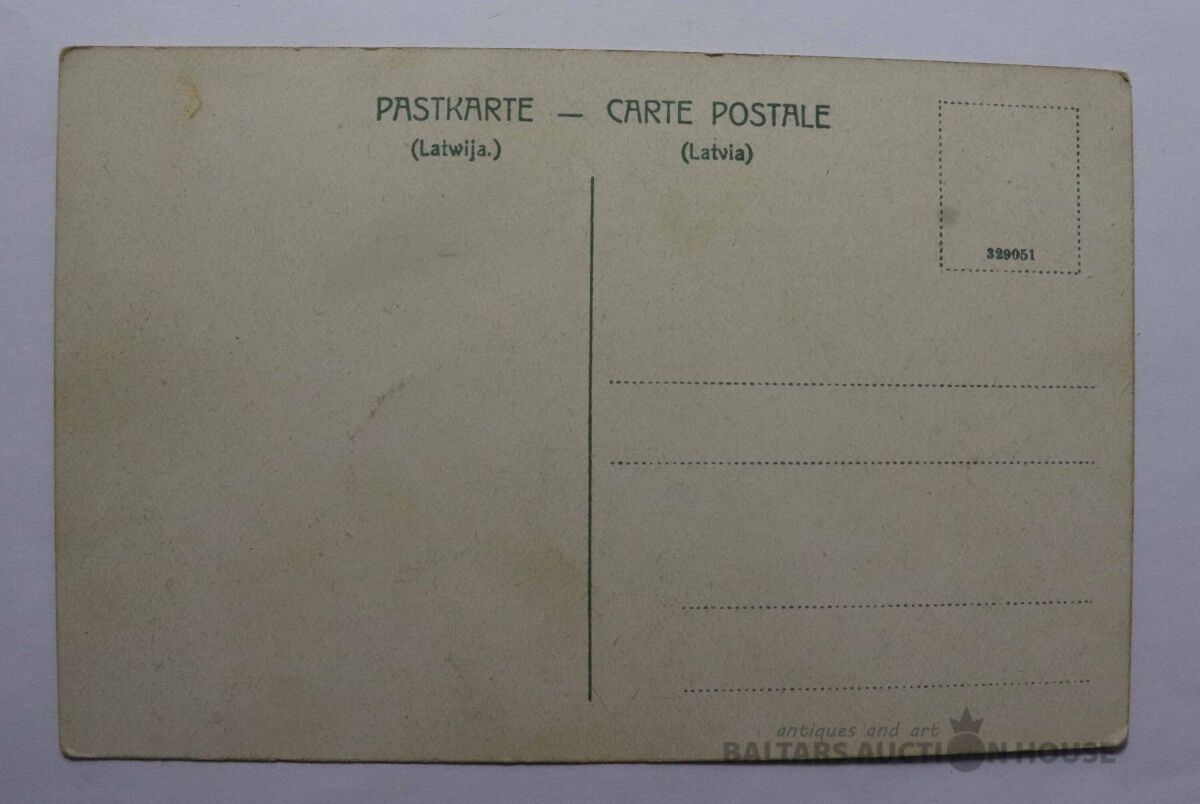 PASTKARTE — CARTE POSTALE
(Latwija.) (Latvia)
329051
antiques and art
BALTARS AUCTION HOUSE